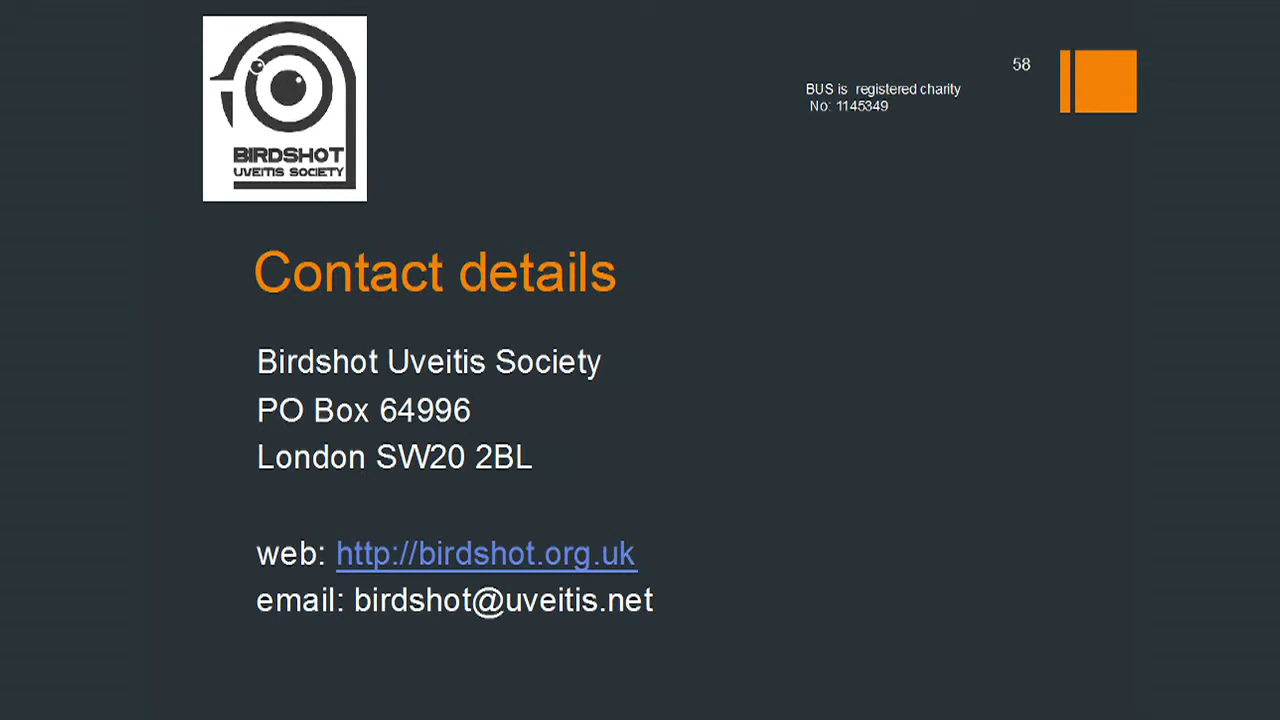 BIRDSHOT
UVEITIS SOCIETY
58
BUS is registered charity
No: 1145349
Contact details
Birdshot Uveitis Society
PO Box 64996
London SW20 2BL
web: http://birdshot.org.uk
email: birdshot@uveitis.net